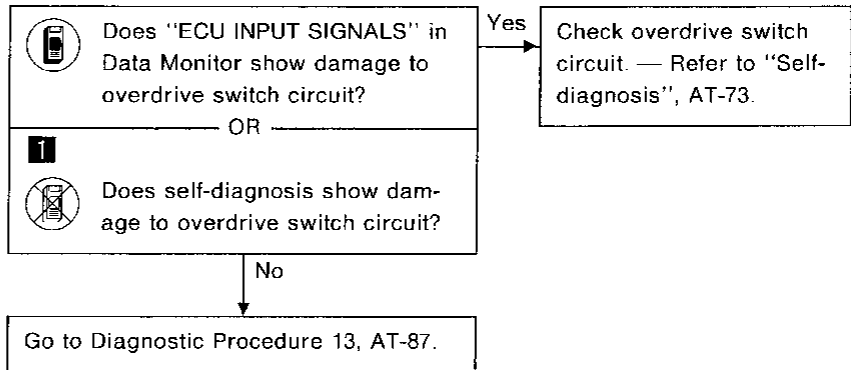 Does "ECU INPUT SIGNALS" in
Data Monitor show damage to
overdrive switch circuit?
OR
1
Does self-diagnosis show dam-
age to overdrive switch circuit?
Yes
Check overdrive switch
circuit. — Refer to "Self-
diagnosis", AT-73.
No
Go to Diagnostic Procedure 13, AT-87.